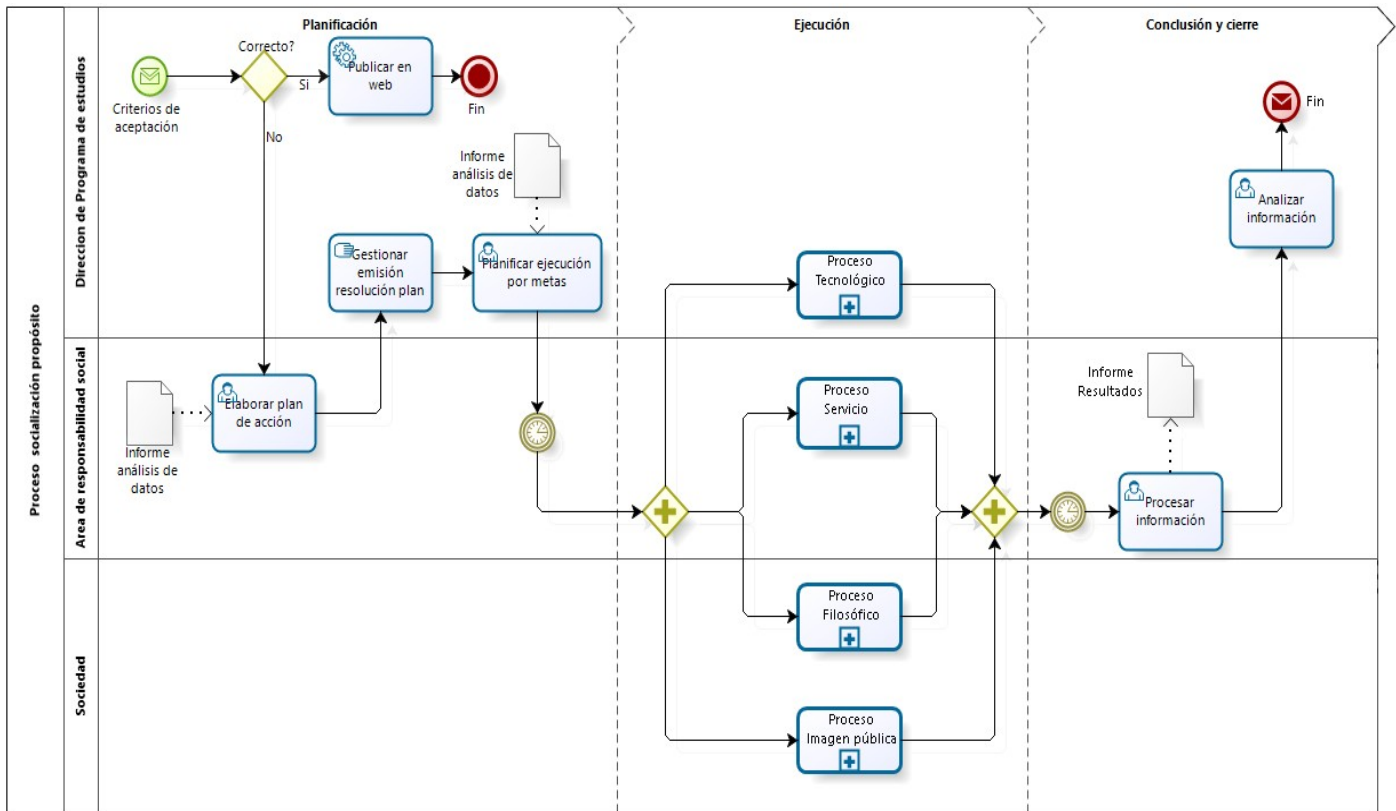 Proceso socialización propósito
Planificación
Ejecución
Conclusión y cierre
Direccion de Programa de estudios
Correcto?
Criterios de
aceptación
Si
No
Publicar en
web
Fin
Informe
análisis de
datos
Gestionar
emisión
resolución plan
Planificar ejecución
por metas
Proceso
Tecnológico
Fin
Analizar
información
Area de responsabilidad social
Informe
análisis de
datos
Elaborar plan
de acción
Proceso
Servicio
Informe
Resultados
Procesar
información
Sociedad
Proceso
Filosófico
Proceso
Imagen pública